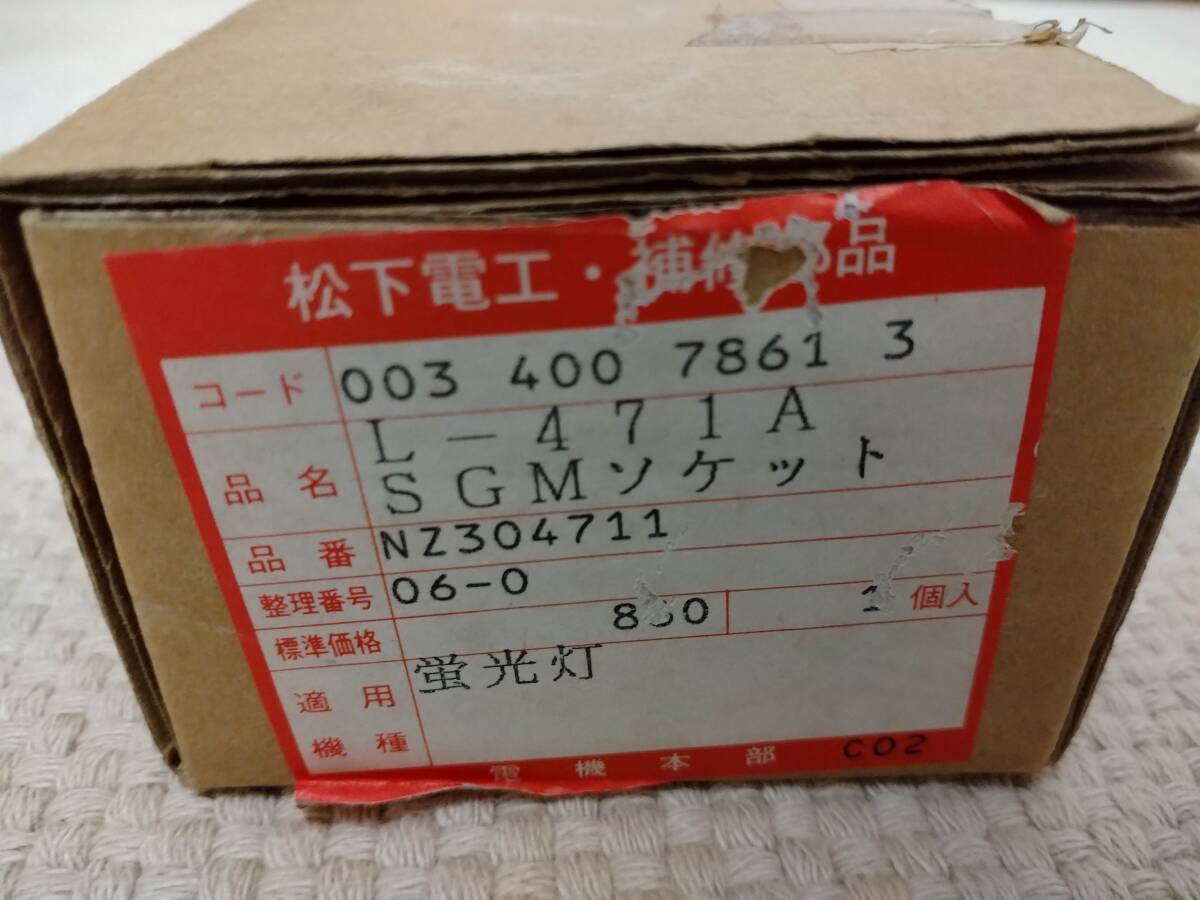 松下電工・補修部品
コード 003 400 7861 3
品名 L－471A
SGMソケット
品番 NZ304711
整理番号 06-0
標準価格 1 個入
適用機種 蛍光灯
電機本部 C02